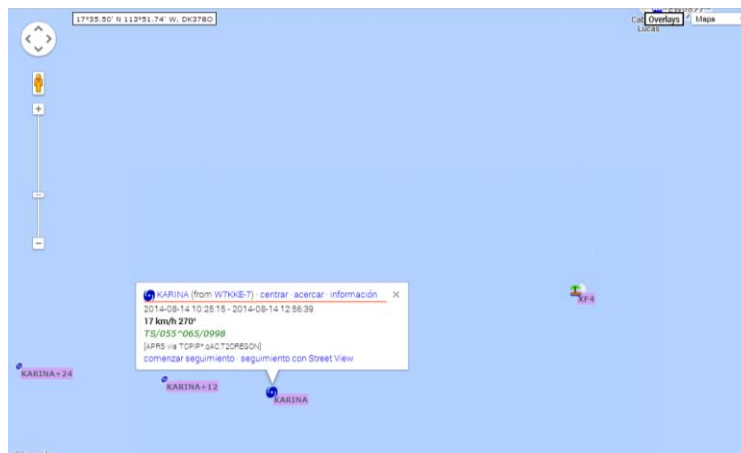 17°35.50' N 113°51.74' W, DK37BO
Cab
Lucas
Overlays
Mapa
KARINA (from W7KKE-7) · centrar · acercar · información
2014-08-14 10:25:15 - 2014-08-14 12:56:39
17 km/h 270°
TS/055^065/0998
[APRS via TCPIP*,qAC,T2OREGON]
comenzar seguimiento · seguimiento con Street View
XF4
KARINA+24
KARINA+12
KARINA